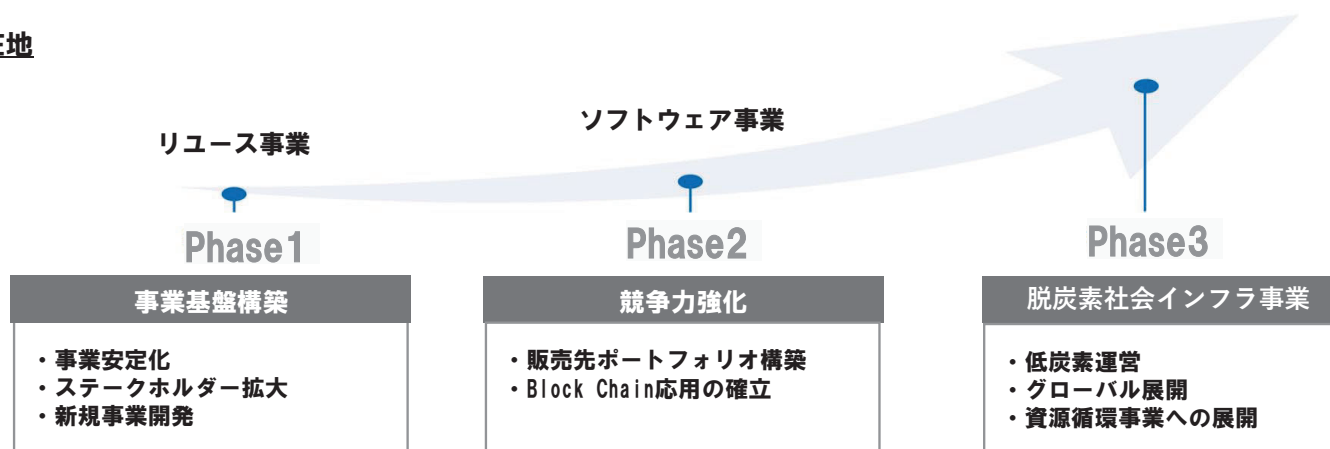 在地
リユース事業
ソフトウェア事業
Phase1
Phase2
Phase3
事業基盤構築
・事業安定化
・ステークホルダー拡大
・新規事業開発
競争力強化
・販売先ポートフォリオ構築
・Block Chain応用の確立
脱炭素社会インフラ事業
・低炭素運営
・グローバル展開
・資源循環事業への展開